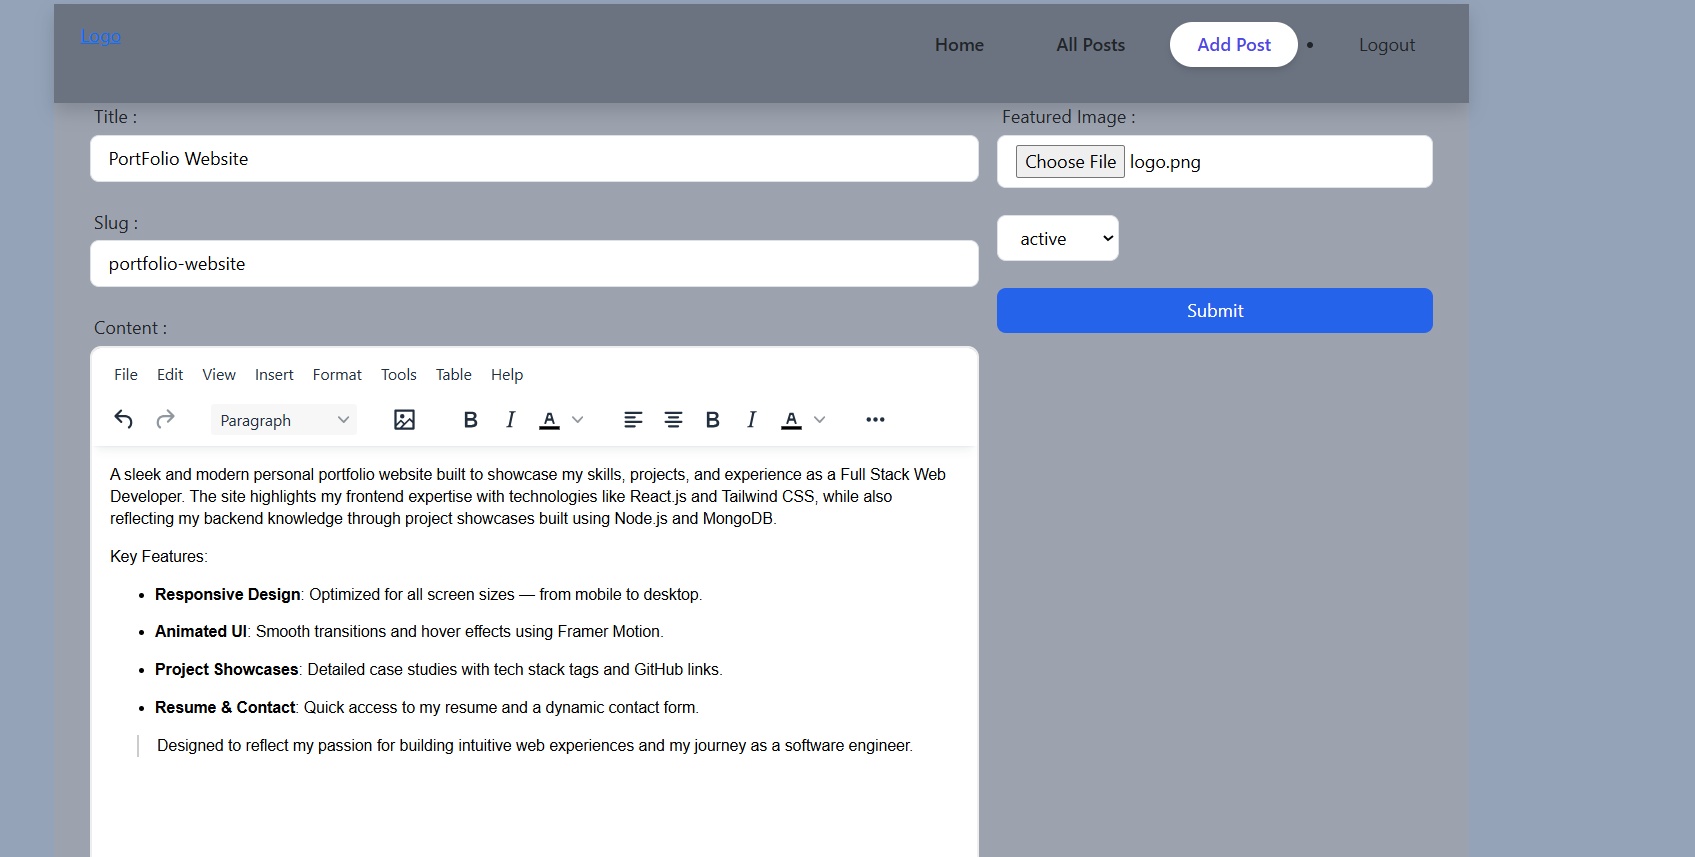 Logo
Home
All Posts
Add Post
• Logout
Title :
PortFolio Website
Slug :
portfolio-website
Content :
File Edit View Insert Format Tools Table Help
Paragraph B I A B I A
A sleek and modern personal portfolio website built to showcase my skills, projects, and experience as a Full Stack Web
Developer. The site highlights my frontend expertise with technologies like React.js and Tailwind CSS, while also
reflecting my backend knowledge through project showcases built using Node.js and MongoDB.
Key Features:
• Responsive Design: Optimized for all screen sizes — from mobile to desktop.
• Animated UI: Smooth transitions and hover effects using Framer Motion.
• Project Showcases: Detailed case studies with tech stack tags and GitHub links.
• Resume & Contact: Quick access to my resume and a dynamic contact form.
Designed to reflect my passion for building intuitive web experiences and my journey as a software engineer.
Featured Image :
Choose File logo.png
active
Submit